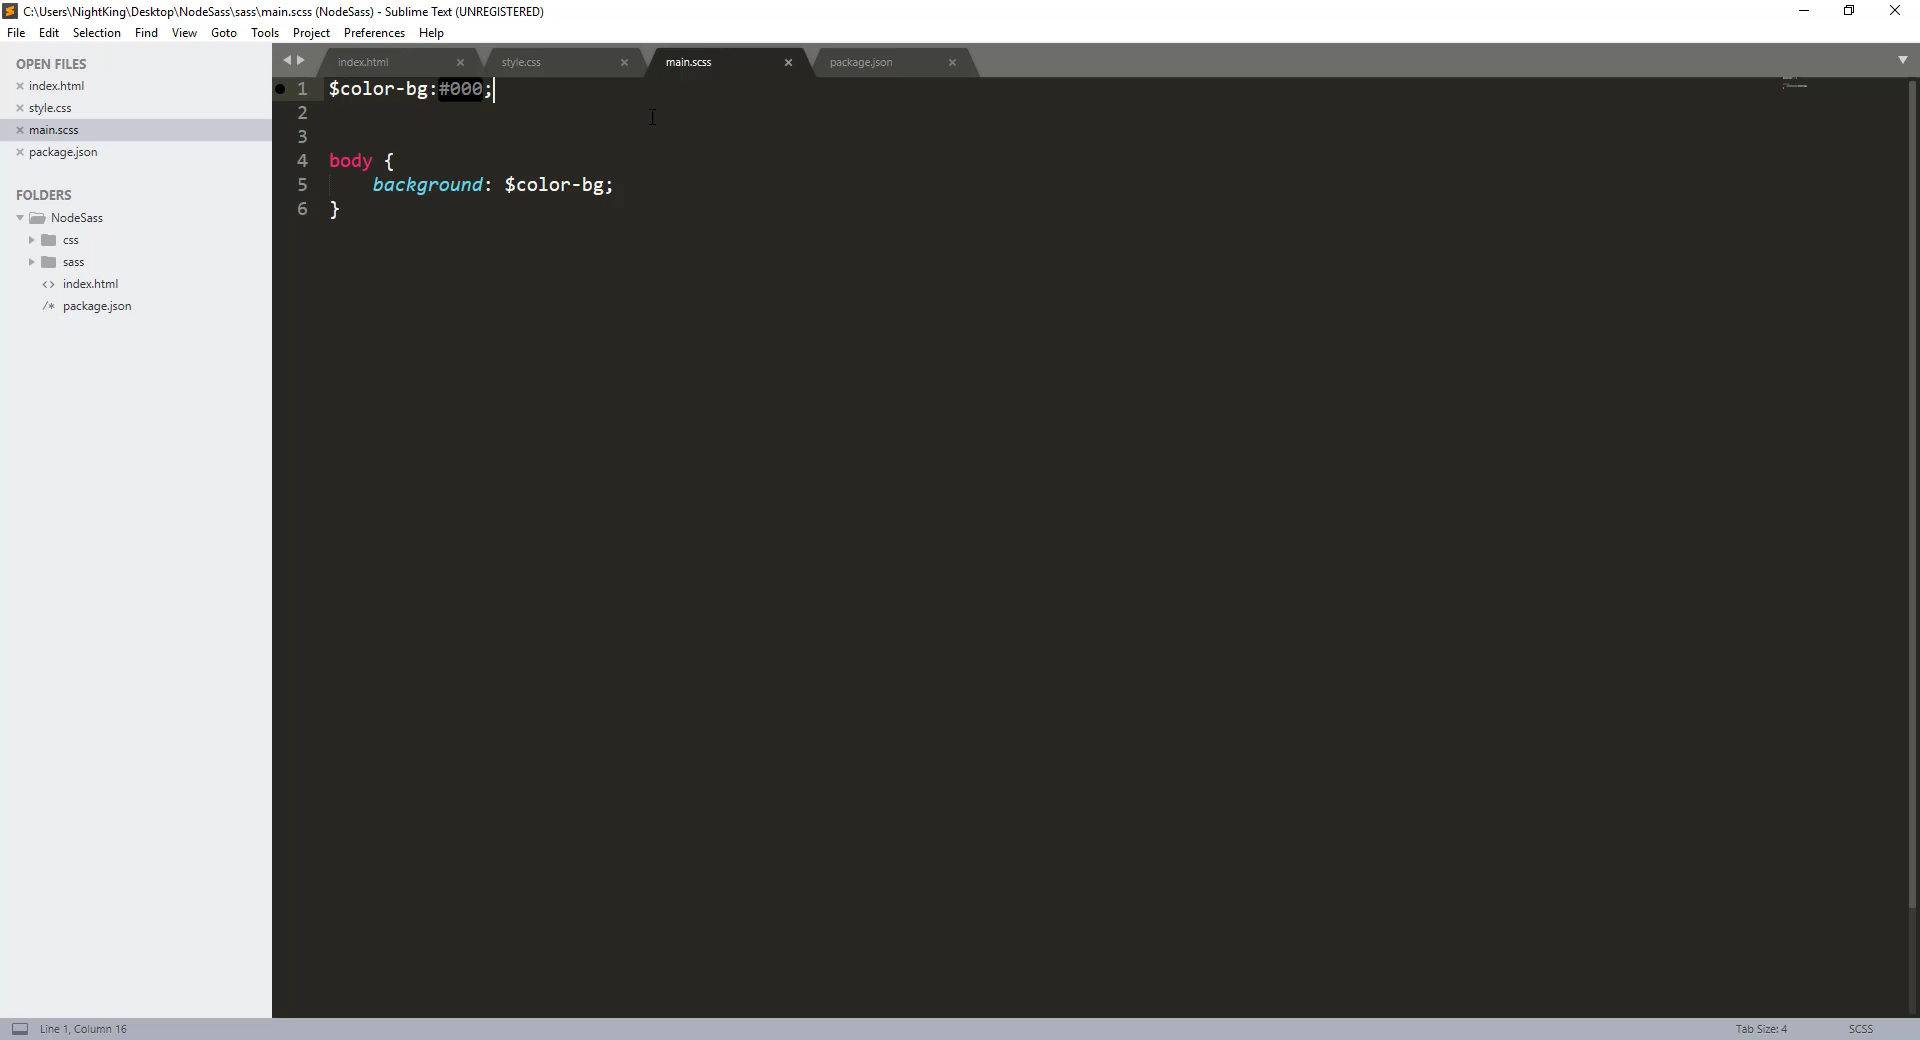 C:\Users\NightKing\Desktop\NodeSass\sass\main.scss (NodeSass) - Sublime Text (UNREGISTERED)
File Edit Selection Find View Goto Tools Project Preferences Help
OPEN FILES
index.html
style.css
main.scss
package.json
FOLDERS
NodeSass
css
sass
<> index.html
/* package.json
index.html style.css main.scss package.json
1 $color-bg:#000;
2
3
4 body {
5 background: $color-bg;
6 }
Line 1, Column 16 Tab Size: 4 SCSS